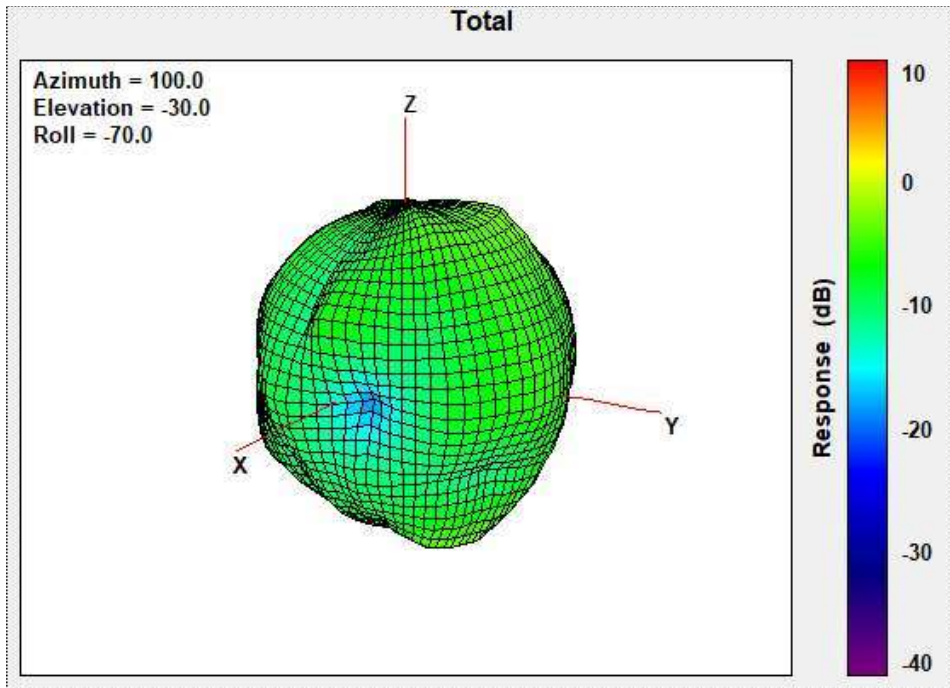 Total
Azimuth = 100.0
Elevation = -30.0
Roll = -70.0
Z
Y
X
10
0
-10
-20
-30
-40
Response (dB)